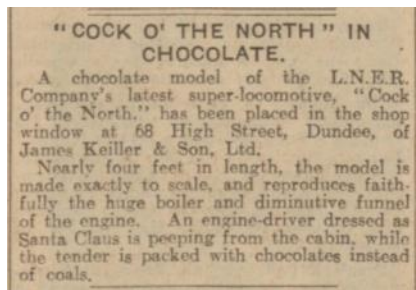 "COCK O' THE NORTH" IN
CHOCOLATE.
A chocolate model of the L.N.E.R.
Company's latest super-locomotive, "Cock
o' the North," has been placed in the shop
window at 68 High Street, Dundee, of
James Keiller & Son, Ltd.
Nearly four feet in length, the model is
made exactly to scale, and reproduces faith-
fully the huge boiler and diminutive funnel
of the engine. An engine-driver dressed as
Santa Claus is peeping from the cabin, while
the tender is packed with chocolates instead
of coals.